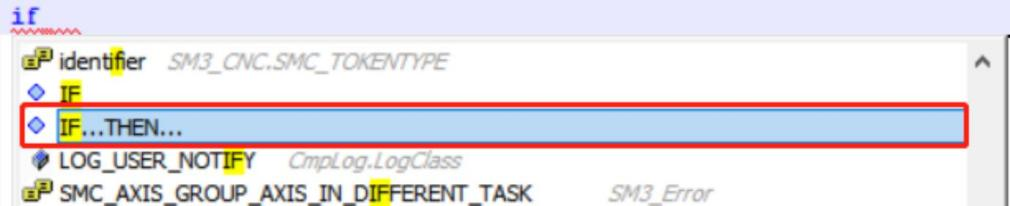 if
identifier SM3_CNC.SMC_TOKENTYPE
IF
IF...THEN...
LOG_USER_NOTIFY CmpLog.LogClass
SMC_AXIS_GROUP_AXIS_IN_DIFFERENT_TASK SM3_Error